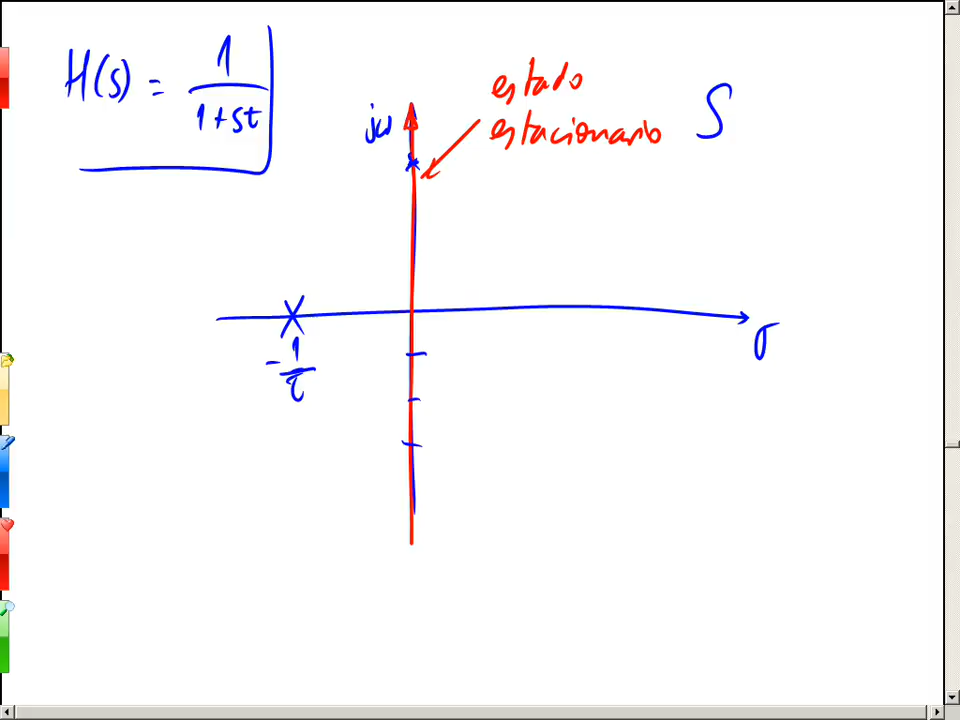 H(s) = 1
1+sτ
estado
jω estacionario S
σ
-1
τ